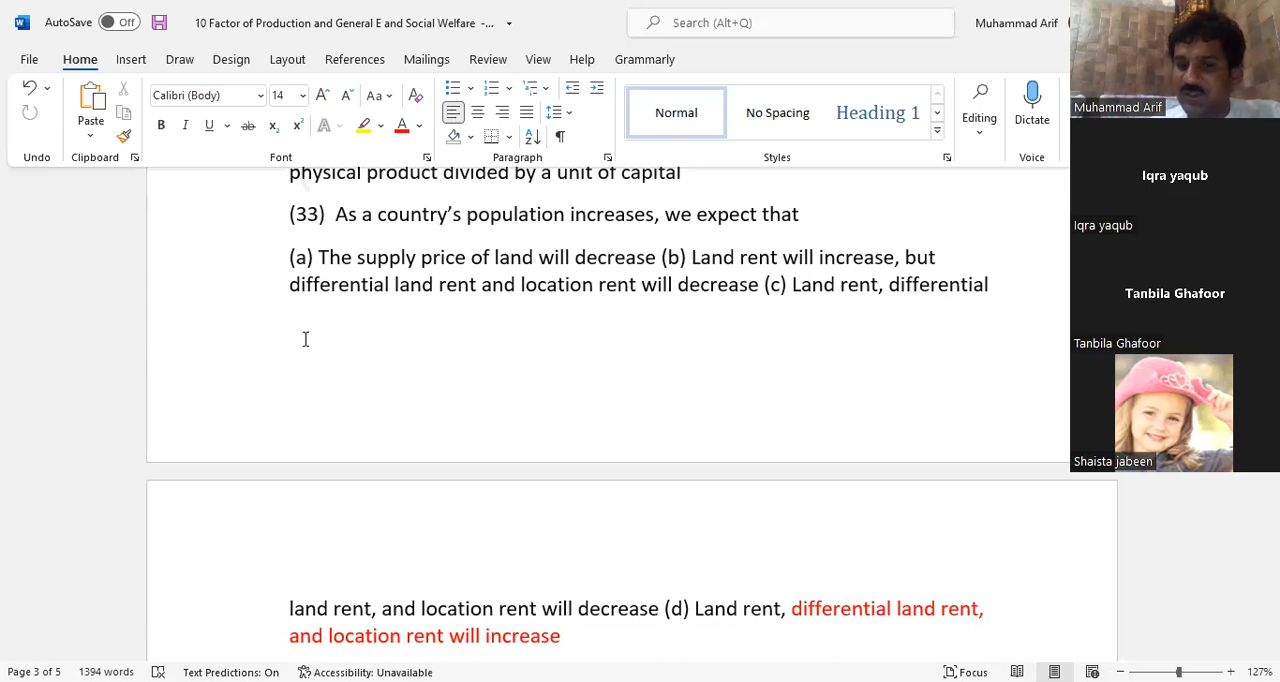 AutoSave Off 10 Factor of Production and General E and Social Welfare -... Search (Alt+Q) Muhammad Arif
File Home Insert Draw Design Layout References Mailings Review View Help Grammarly
Calibri (Body) 14 Aa Normal No Spacing Heading 1
Paste Editing Dictate
Undo Clipboard Font Paragraph Styles Voice
physical product divided by a unit of capital
(33) As a country's population increases, we expect that
(a) The supply price of land will decrease (b) Land rent will increase, but
differential land rent and location rent will decrease (c) Land rent, differential
land rent, and location rent will decrease (d) Land rent, differential land rent,
and location rent will increase
Page 3 of 5 1394 words Text Predictions: On Accessibility: Unavailable Focus 127%
Muhammad Arif
Iqra yaqub
Iqra yaqub
Tanbila Ghafoor
Tanbila Ghafoor
Shaista jabeen